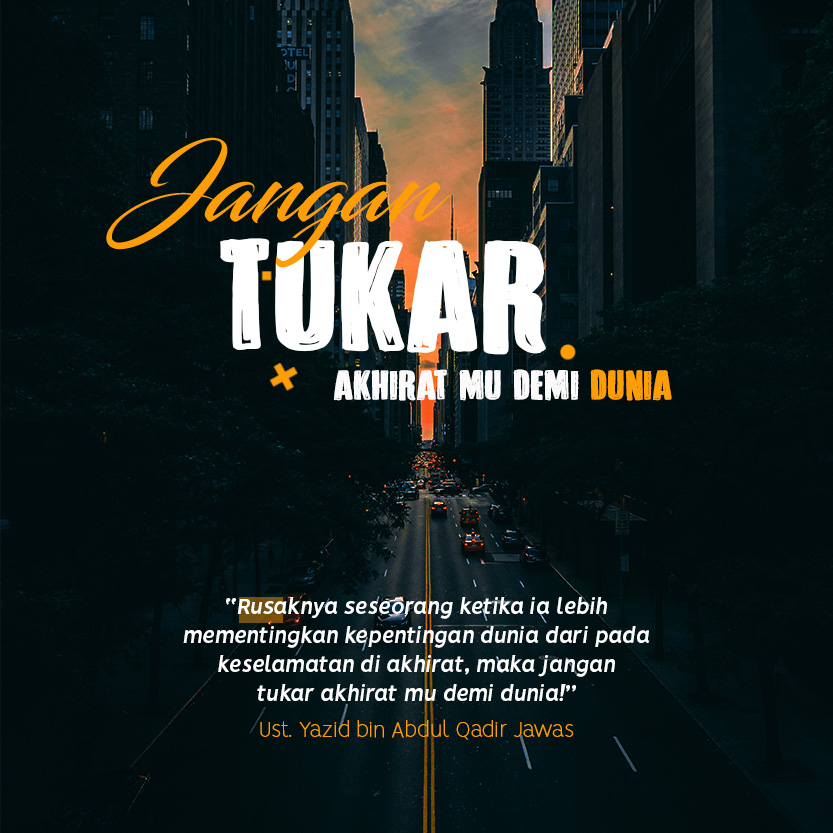 OTEL
Jangan
TUKAR
AKHIRAT MU DEMI DUNIA
“Rusaknya seseorang ketika ia lebih
mementingkan kepentingan dunia dari pada
keselamatan di akhirat, maka jangan
tukar akhirat mu demi dunia!”
Ust. Yazid bin Abdul Qadir Jawas